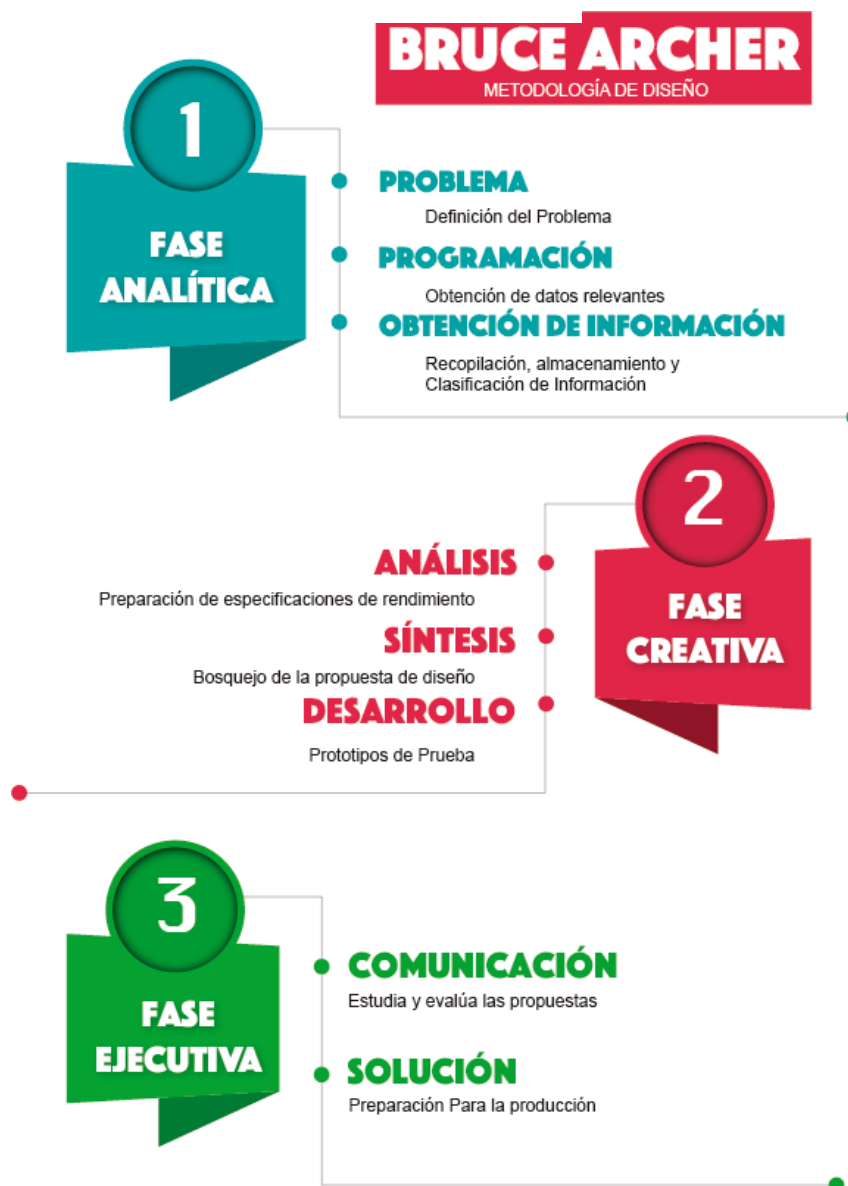 BRUCE ARCHER
METODOLOGÍA DE DISEÑO
1
FASE
ANALÍTICA
PROBLEMA
Definición del Problema
PROGRAMACIÓN
Obtención de datos relevantes
OBTENCIÓN DE INFORMACIÓN
Recopilación, almacenamiento y
Clasificación de Información
2
FASE
CREATIVA
ANÁLISIS
Preparación de especificaciones de rendimiento
SÍNTESIS
Bosquejo de la propuesta de diseño
DESARROLLO
Prototipos de Prueba
3
FASE
EJECUTIVA
COMUNICACIÓN
Estudia y evalúa las propuestas
SOLUCIÓN
Preparación Para la producción